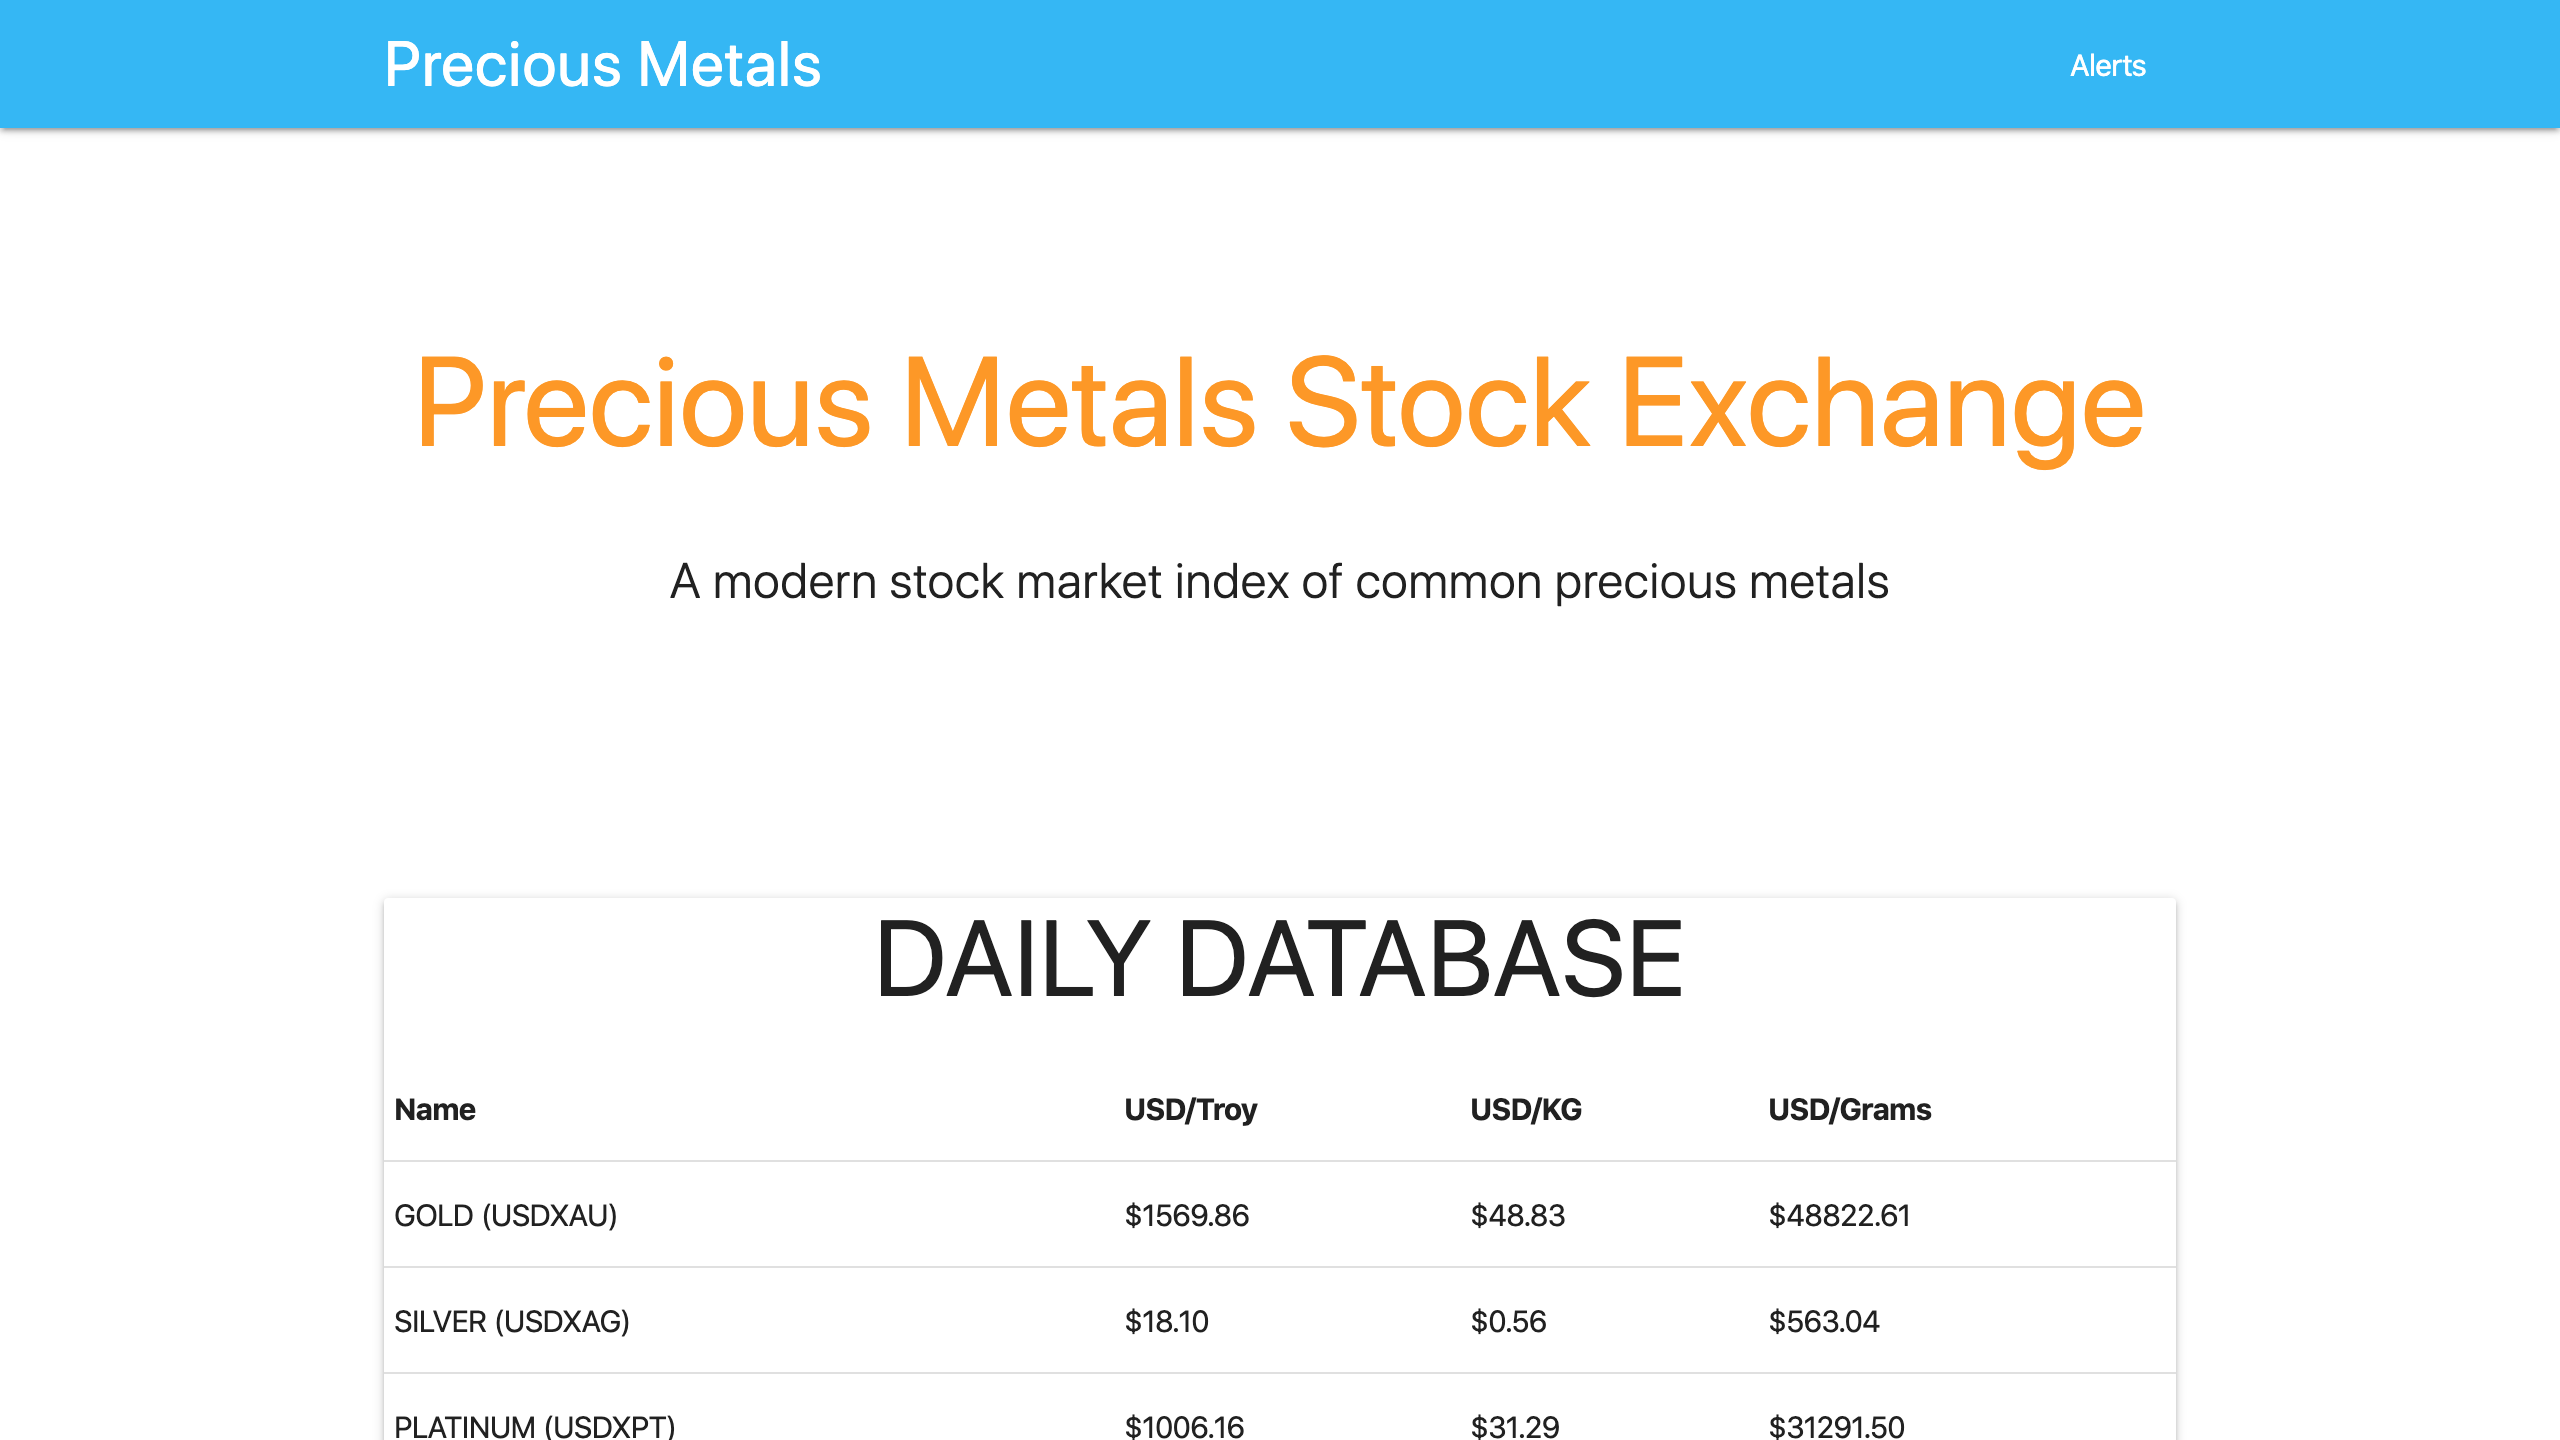 Precious Metals
Alerts
Precious Metals Stock Exchange
A modern stock market index of common precious metals
DAILY DATABASE
Name USD/Troy USD/KG USD/Grams
GOLD (USDXAU) $1569.86 $48.83 $48822.61
SILVER (USDXAG) $18.10 $0.56 $563.04
PLATINUM (USDXPT) $1006.16 $31.29 $31291.50